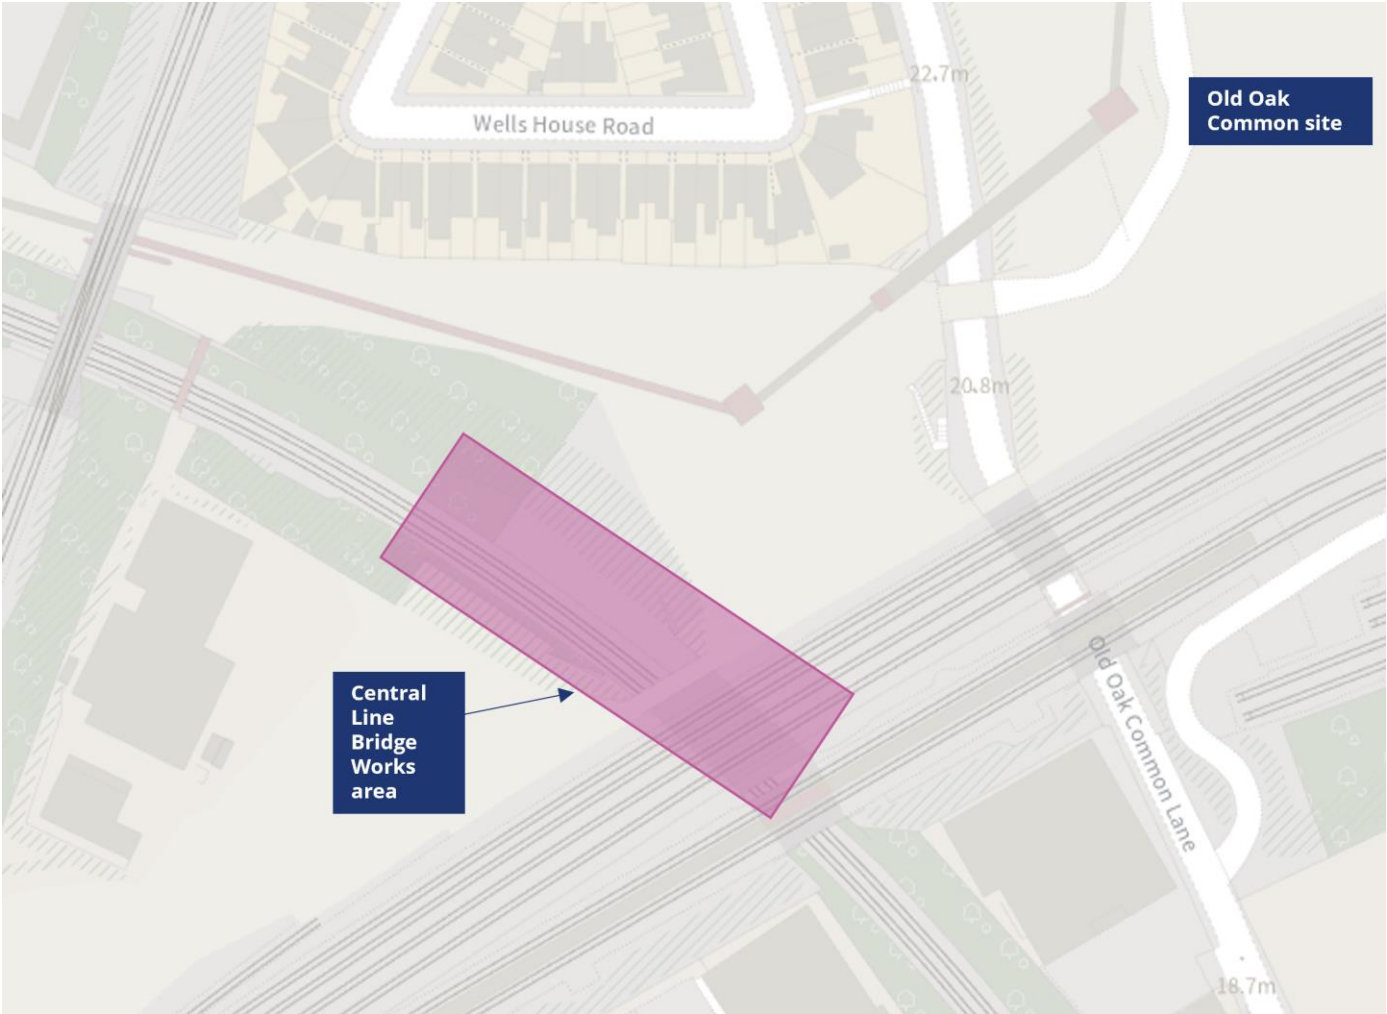 22.7m
Old Oak
Common site
Wells House Road
20.8m
Old Oak Common Lane
Central
Line
Bridge
Works
area
18.7m